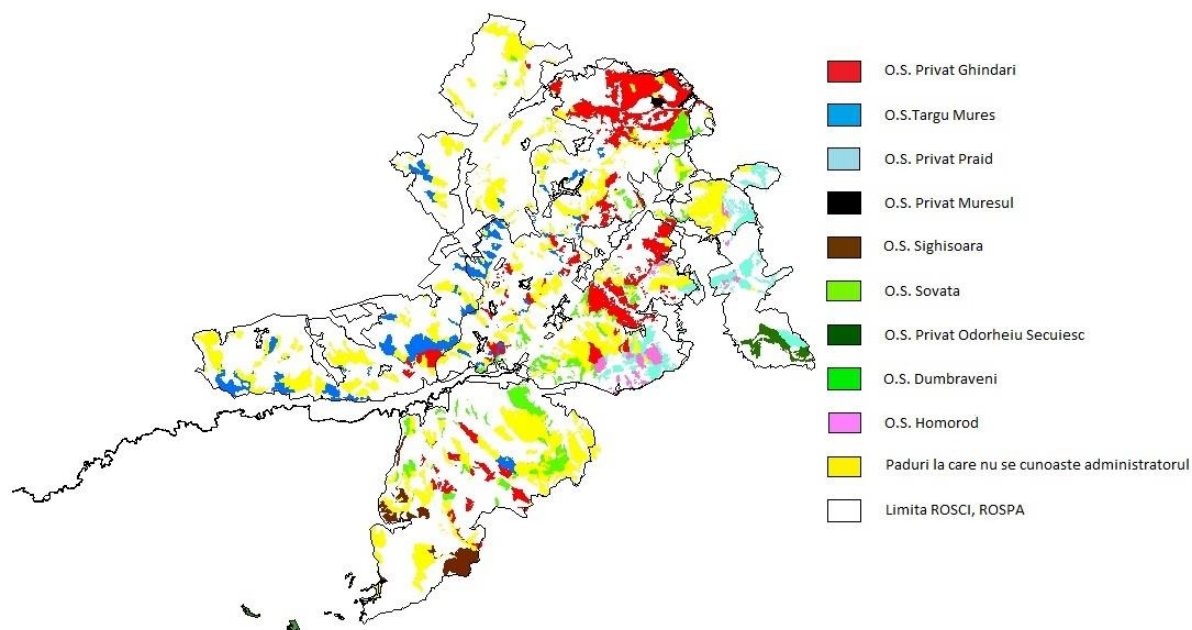 O.S. Privat Ghindari
O.S.Targu Mures
O.S. Privat Praid
O.S. Privat Muresul
O.S. Sighisoara
O.S. Sovata
O.S. Privat Odorheiu Secuiesc
O.S. Dumbraveni
O.S. Homorod
Paduri la care nu se cunoaste administratorul
Limita ROSCI, ROSPA